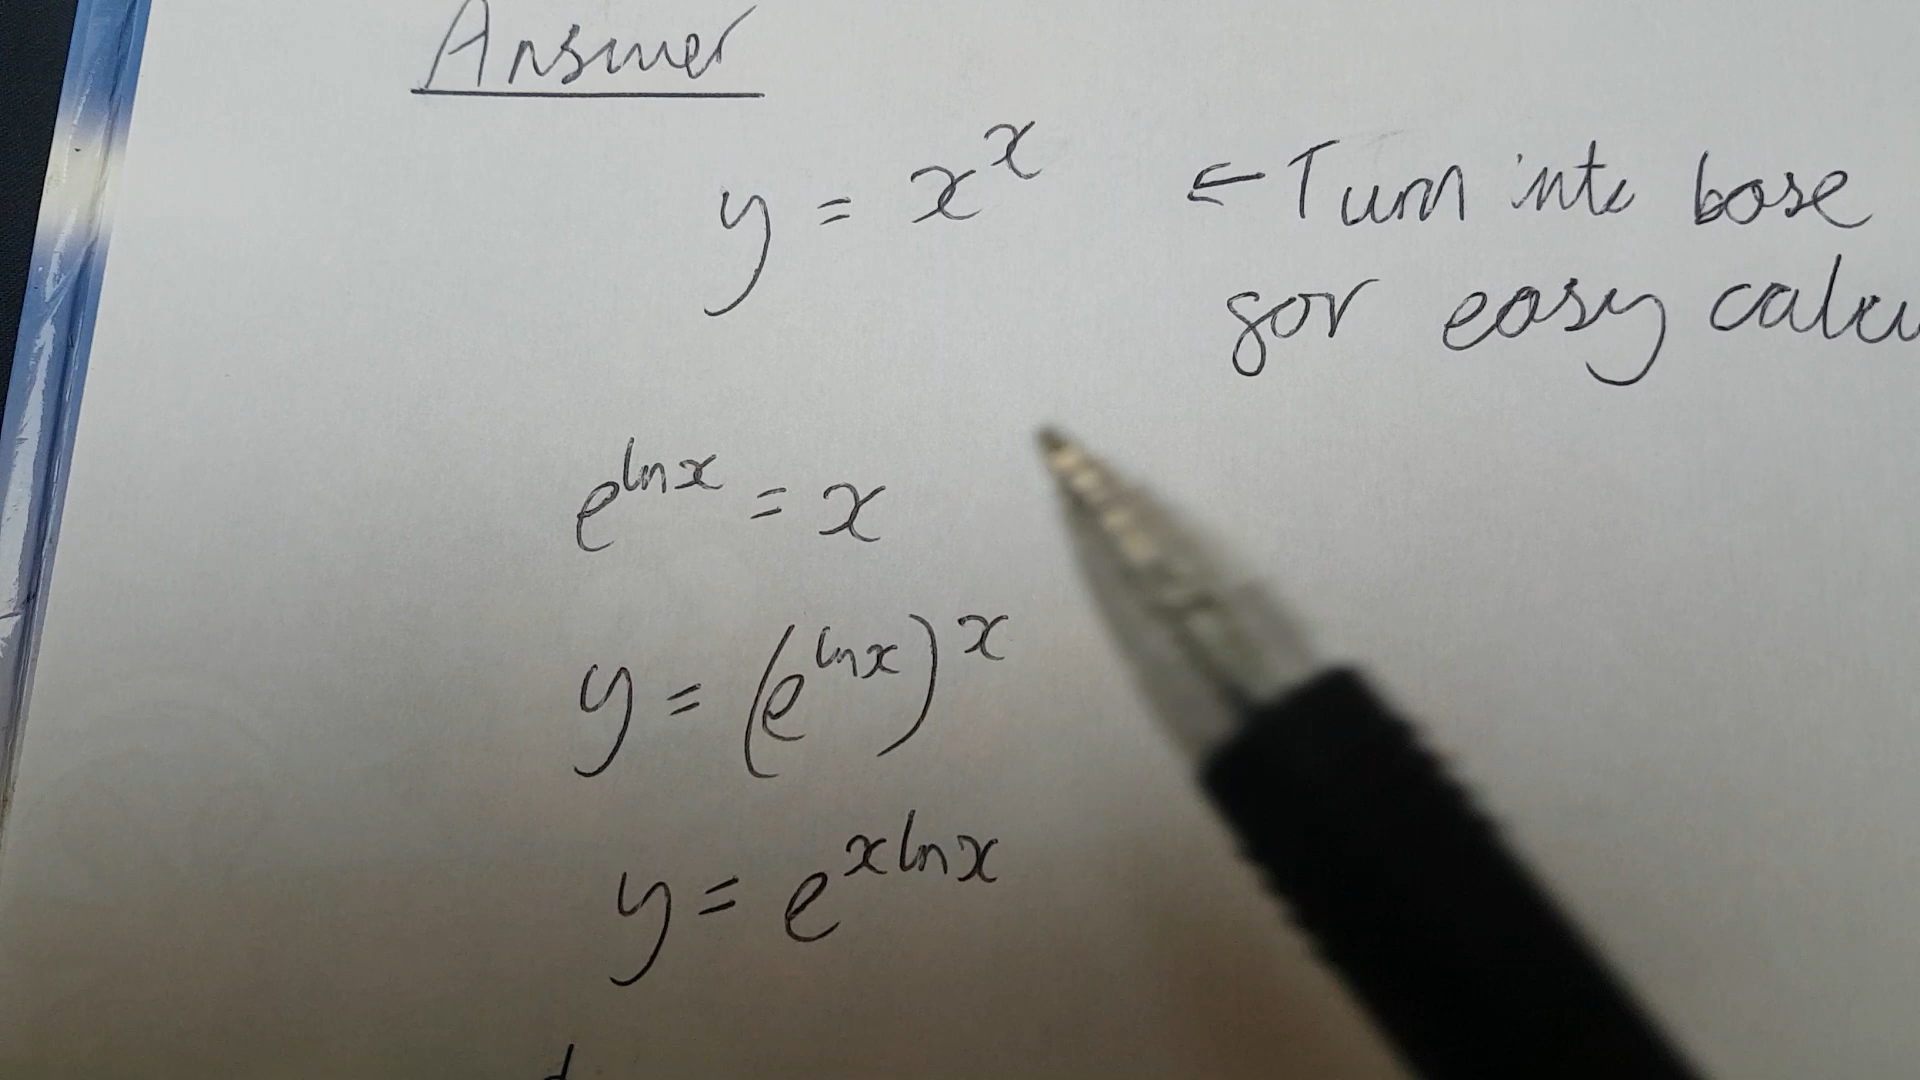 Answer
y = x^x ← Turn into base
for easy calcu
e^{ln x} = x
y = (e^{ln x})^x
y = e^{x ln x}
d